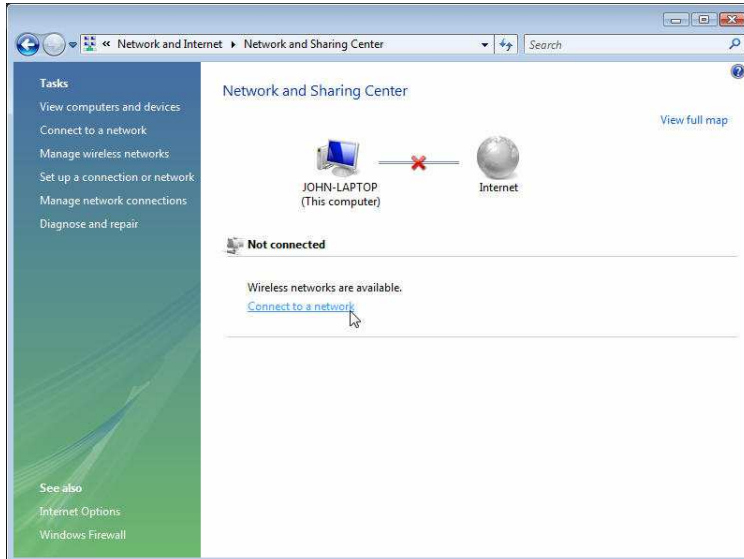 « Network and Internet ▸ Network and Sharing Center
Search
Tasks
View computers and devices
Connect to a network
Manage wireless networks
Set up a connection or network
Manage network connections
Diagnose and repair
See also
Internet Options
Windows Firewall
Network and Sharing Center
View full map
JOHN-LAPTOP
(This computer)
Internet
Not connected
Wireless networks are available.
Connect to a network